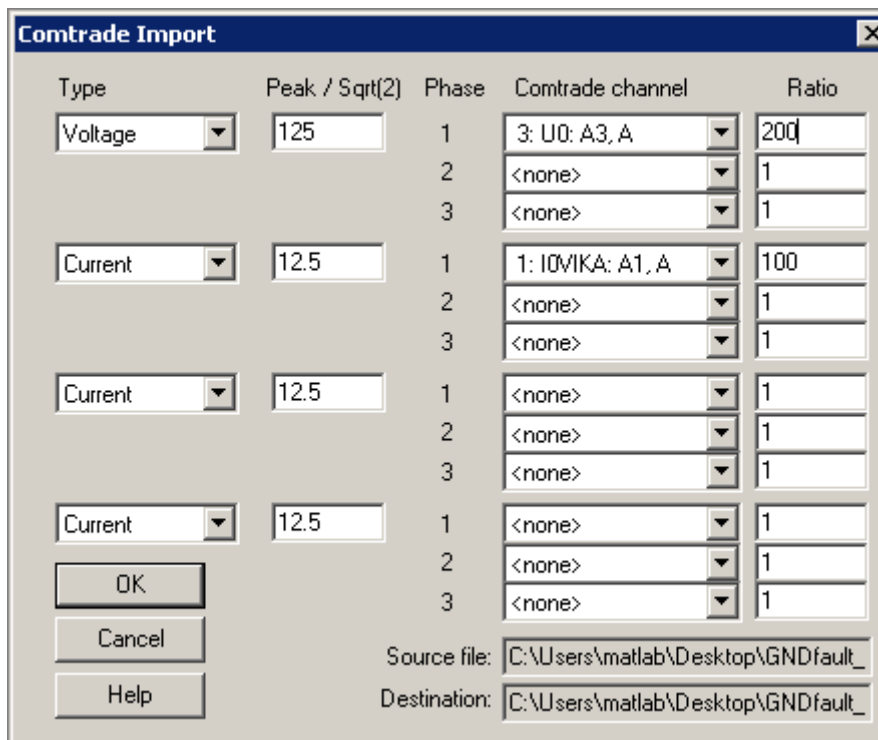 Comtrade Import
Type Peak / Sqrt(2) Phase Comtrade channel Ratio
Voltage 125 1 3: U0: A3, A 200
2 <none> 1
3 <none> 1
Current 12.5 1 1: I0VIKA: A1, A 100
2 <none> 1
3 <none> 1
Current 12.5 1 <none> 1
2 <none> 1
3 <none> 1
Current 12.5 1 <none> 1
2 <none> 1
3 <none> 1
OK
Cancel
Source file: C:\Users\matlab\Desktop\GNDfault_
Help
Destination: C:\Users\matlab\Desktop\GNDfault_